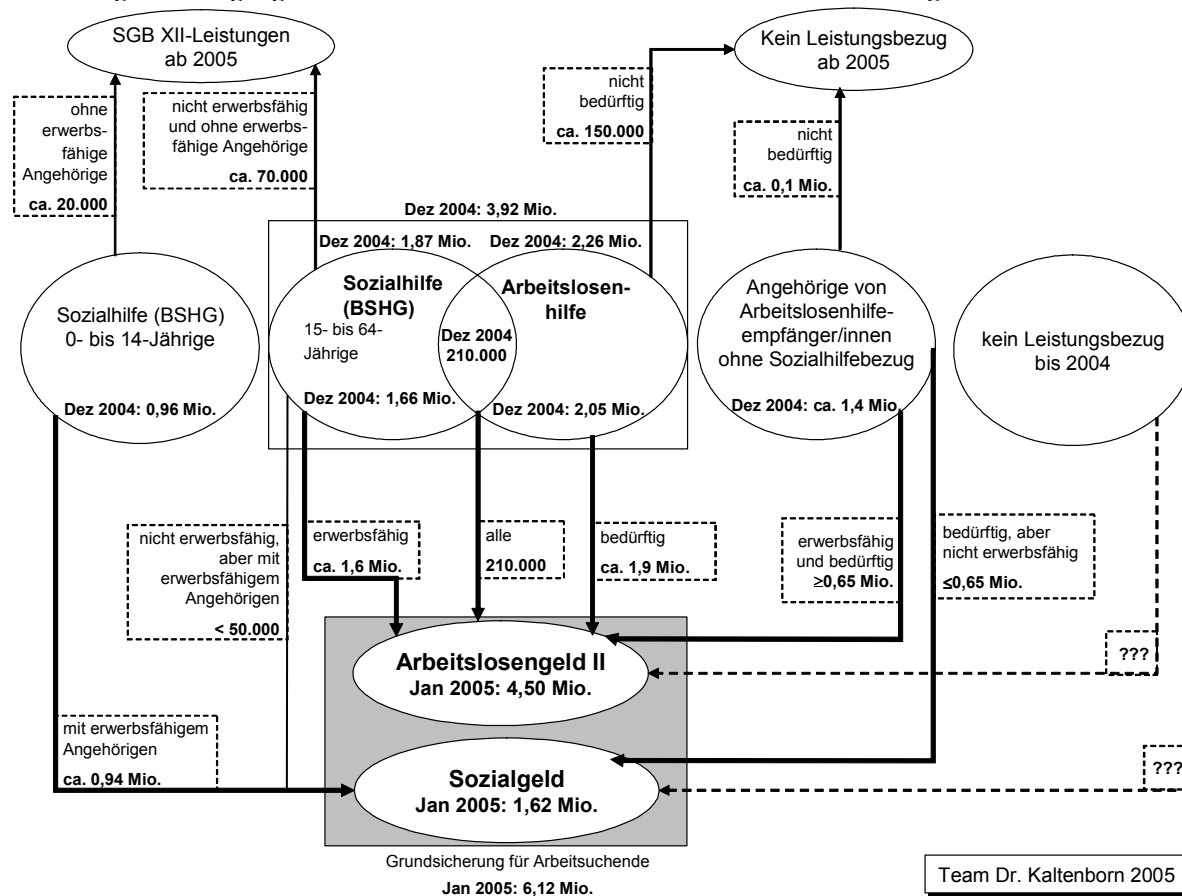 SGB XII-Leistungen
ab 2005
Kein Leistungsbezug
ab 2005
ohne
erwerbs-
fähige
Angehörige
ca. 20.000
nicht erwerbsfähig
und ohne erwerbs-
fähige Angehörige
ca. 70.000
nicht
bedürftig
ca. 150.000
nicht
bedürftig
ca. 0,1 Mio.
Dez 2004: 3,92 Mio.
Dez 2004: 1,87 Mio.
Dez 2004: 2,26 Mio.
Sozialhilfe (BSHG)
0- bis 14-Jährige
Dez 2004: 0,96 Mio.
Sozialhilfe
(BSHG)
15- bis 64-
Jährige
Dez 2004: 1,66 Mio.
Dez 2004
210.000
Arbeitslosen-
hilfe
Dez 2004: 2,05 Mio.
Angehörige von
Arbeitslosenhilfe-
empfänger/innen
ohne Sozialhilfebezug
Dez 2004: ca. 1,4 Mio.
kein Leistungsbezug
bis 2004
nicht erwerbsfähig,
aber mit
erwerbsfähigem
Angehörigen
< 50.000
erwerbsfähig
ca. 1,6 Mio.
alle
210.000
bedürftig
ca. 1,9 Mio.
erwerbsfähig
und bedürftig
≥0,65 Mio.
bedürftig, aber
nicht erwerbsfähig
≤0,65 Mio.
???
Arbeitslosengeld II
Jan 2005: 4,50 Mio.
mit erwerbsfähigem
Angehörigen
ca. 0,94 Mio.
Sozialgeld
Jan 2005: 1,62 Mio.
???
Grundsicherung für Arbeitsuchende
Jan 2005: 6,12 Mio.
Team Dr. Kaltenborn 2005